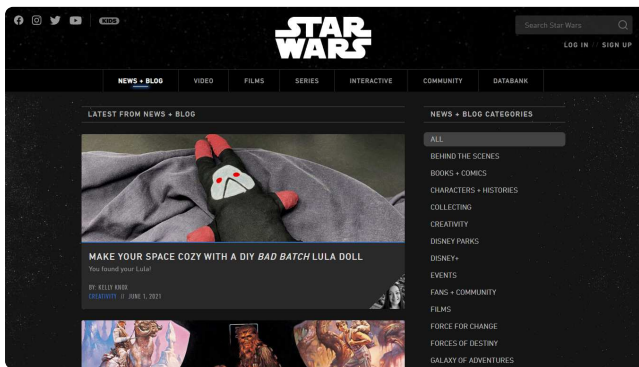 KIDS
STAR
WARS
Search Star Wars
LOG IN // SIGN UP
NEWS + BLOG
VIDEO
FILMS
SERIES
INTERACTIVE
COMMUNITY
DATABANK
LATEST FROM NEWS + BLOG
MAKE YOUR SPACE COZY WITH A DIY BAD BATCH LULA DOLL
You found your Lula!
BY: KELLY KNOX
CREATIVITY // JUNE 1, 2021
NEWS + BLOG CATEGORIES
ALL
BEHIND THE SCENES
BOOKS + COMICS
CHARACTERS + HISTORIES
COLLECTING
CREATIVITY
DISNEY PARKS
DISNEY+
EVENTS
FANS + COMMUNITY
FILMS
FORCE FOR CHANGE
FORCES OF DESTINY
GALAXY OF ADVENTURES